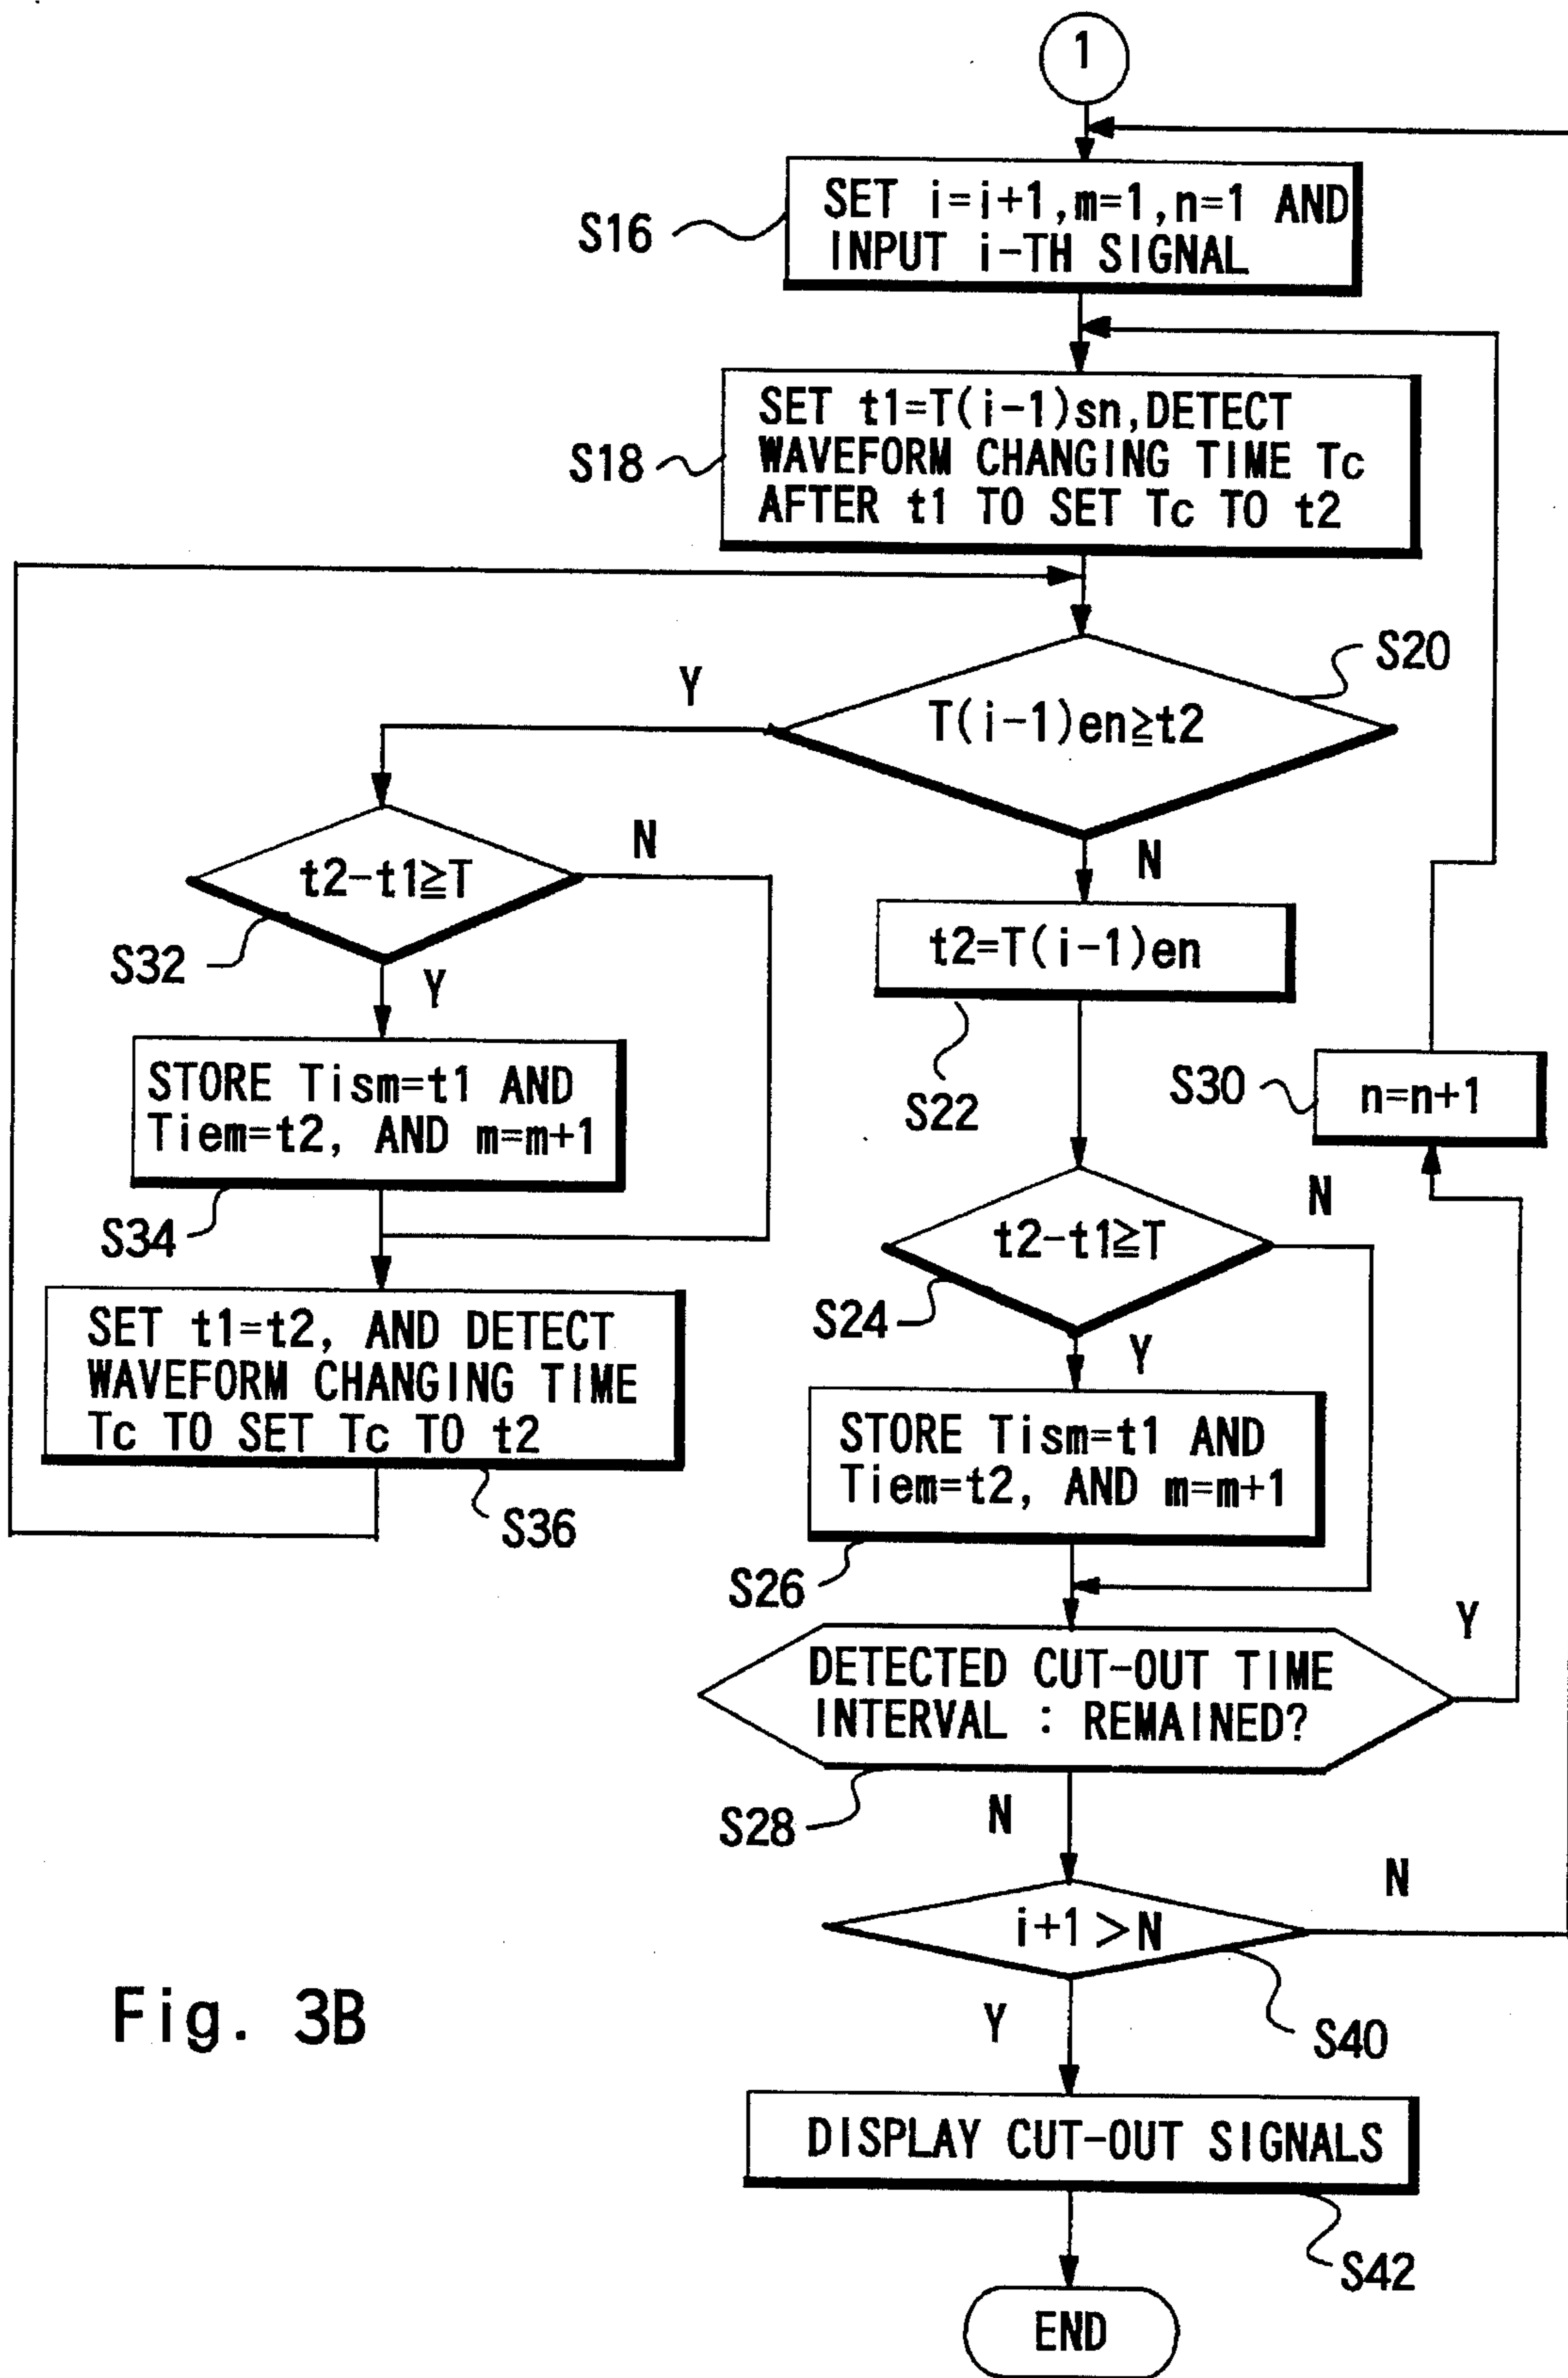 1
SET i=i+1,m=1,n=1 AND
INPUT i-TH SIGNAL
S16
SET t1=T(i-1)sn,DETECT
WAVEFORM CHANGING TIME Tc
AFTER t1 TO SET Tc TO t2
S18
S20
Y
T(i-1)en≧t2
N
t2-t1≧T
N
S32
Y
t2=T(i-1)en
S22
STORE Tism=t1 AND
Tiem=t2, AND m=m+1
S34
S30
n=n+1
t2-t1≧T
N
S24
Y
SET t1=t2, AND DETECT
WAVEFORM CHANGING TIME
Tc TO SET Tc TO t2
S36
STORE Tism=t1 AND
Tiem=t2, AND m=m+1
S26
DETECTED CUT-OUT TIME
INTERVAL : REMAINED?
Y
S28
N
i+1>N
N
S40
Y
Fig. 3B
DISPLAY CUT-OUT SIGNALS
S42
END